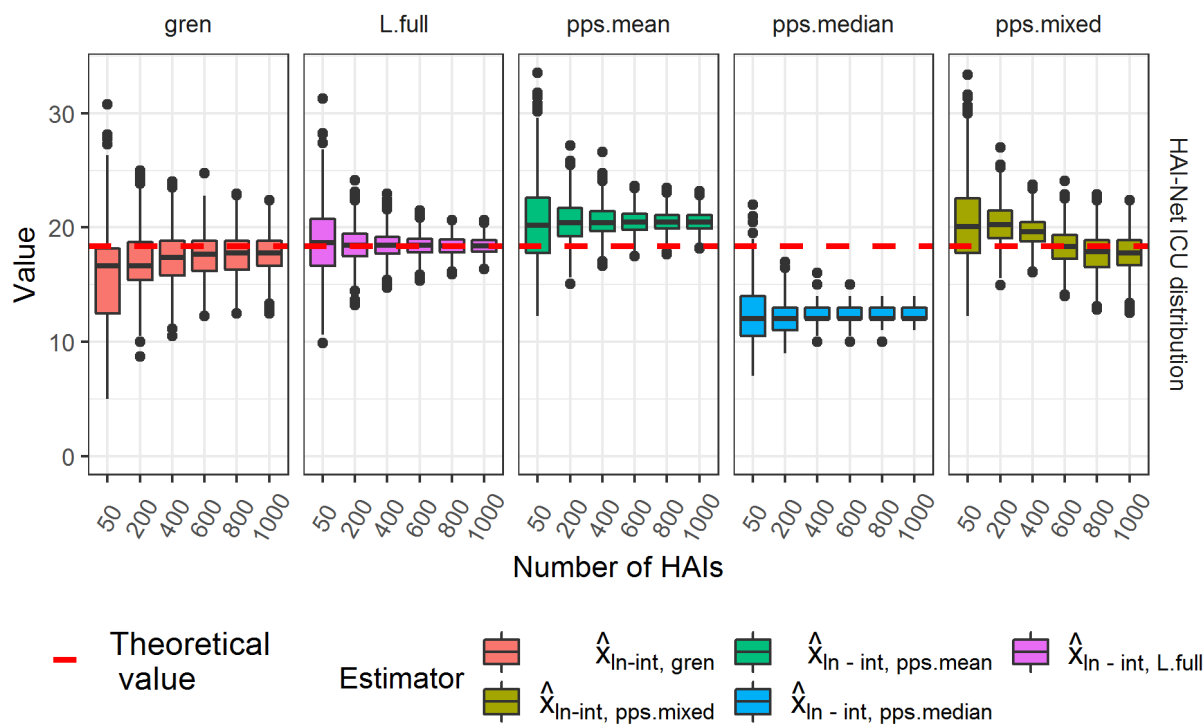 gren L.full pps.mean pps.median pps.mixed
30
20
10
0
Value
HAI-Net ICU distribution
50 200 400 600 800 1000 50 200 400 600 800 1000 50 200 400 600 800 1000 50 200 400 600 800 1000 50 200 400 600 800 1000
Number of HAIs
Theoretical
value
Estimator
x̂ln-int, gren x̂ln - int, pps.mean x̂ln - int, L.full
x̂ln-int, pps.mixed x̂ln - int, pps.median